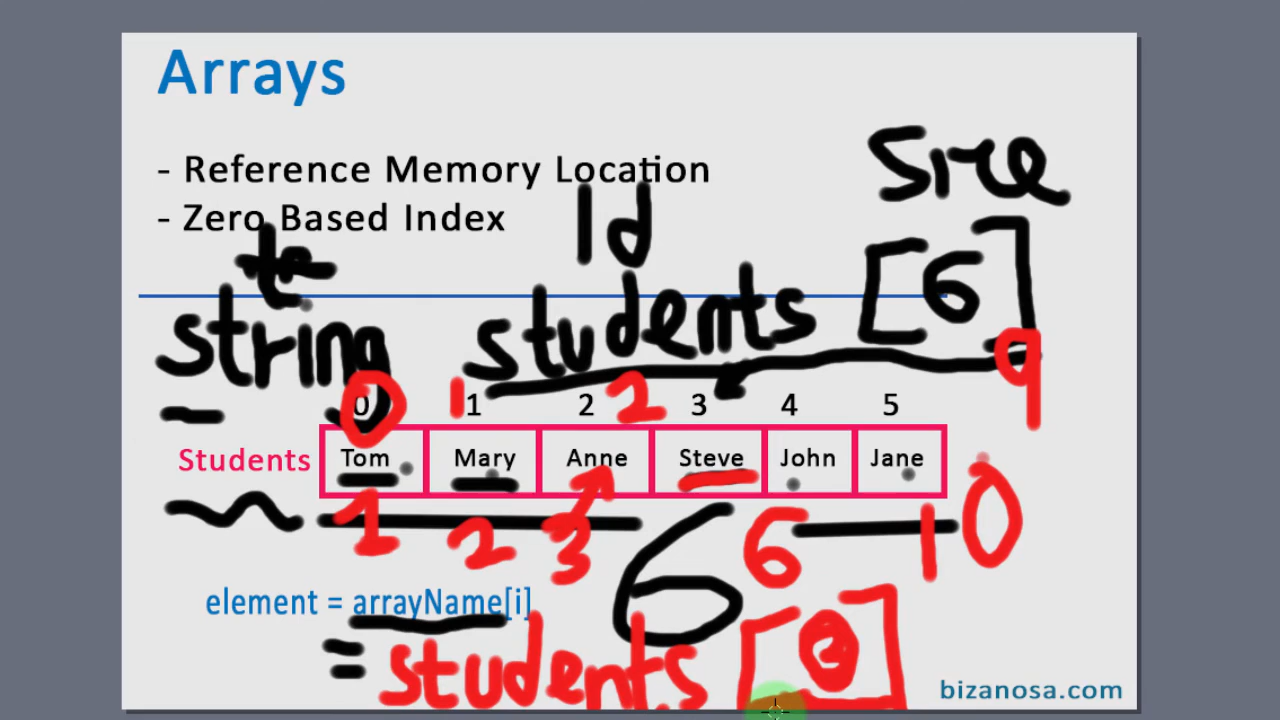 Arrays
- Reference Memory Location
- Zero Based Index
size
1d
string students [6]
0 1 2 9
0 1 2 3 4 5
Students Tom Mary Anne Steve John Jane
1 2 3 6 6 10
element = arrayName[i]
= students [ ]
bizanosa.com